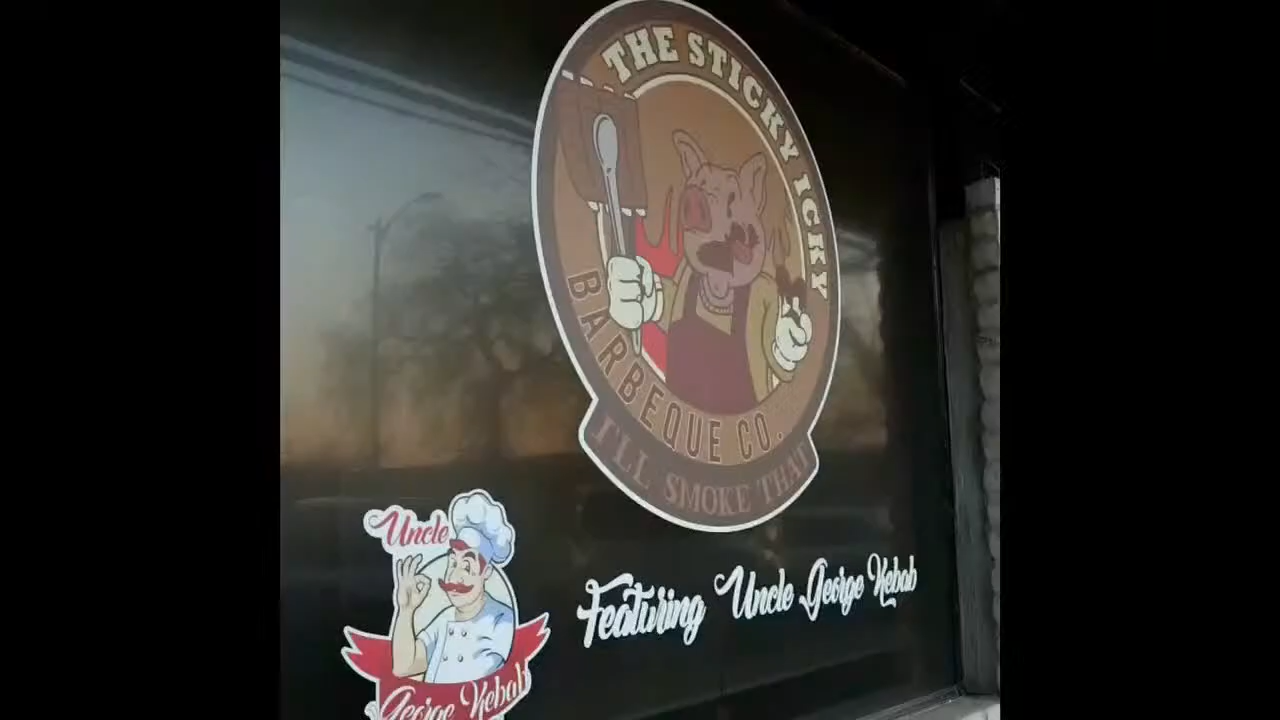 THE STICKY ICKY
BARBEQUE CO.
I'LL SMOKE THAT
Uncle
George Kebab
Featuring Uncle George Kebab